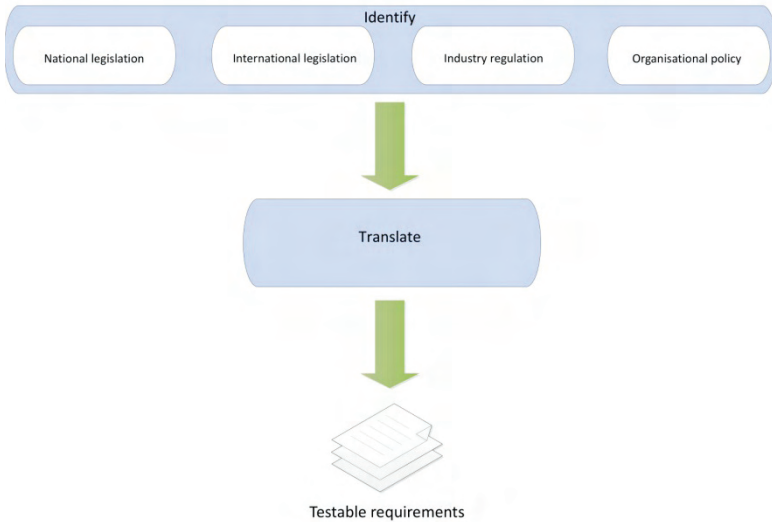 Identify
National legislation
International legislation
Industry regulation
Organisational policy
Translate
Testable requirements